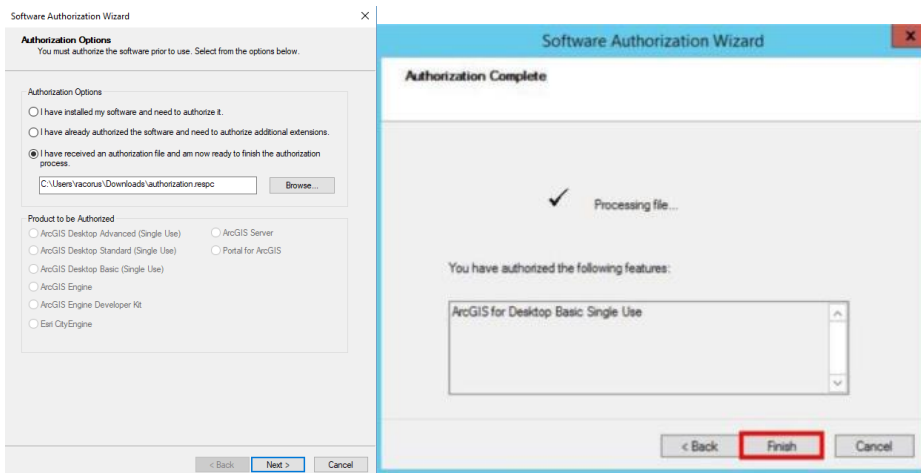 Software Authorization Wizard
Authorization Options
You must authorize the software prior to use. Select from the options below.
Authorization Options
I have installed my software and need to authorize it.
I have already authorized the software and need to authorize additional extensions.
I have received an authorization file and am now ready to finish the authorization
process.
C:\Users\racorus\Downloads\authorization.respc
Browse...
Product to be Authorized
ArcGIS Desktop Advanced (Single Use)
ArcGIS Server
ArcGIS Desktop Standard (Single Use)
Portal for ArcGIS
ArcGIS Desktop Basic (Single Use)
ArcGIS Engine
ArcGIS Engine Developer Kit
Esri CityEngine
< Back
Next >
Cancel
Software Authorization Wizard
Authorization Complete
Processing file...
You have authorized the following features:
ArcGIS for Desktop Basic Single Use
< Back
Finish
Cancel